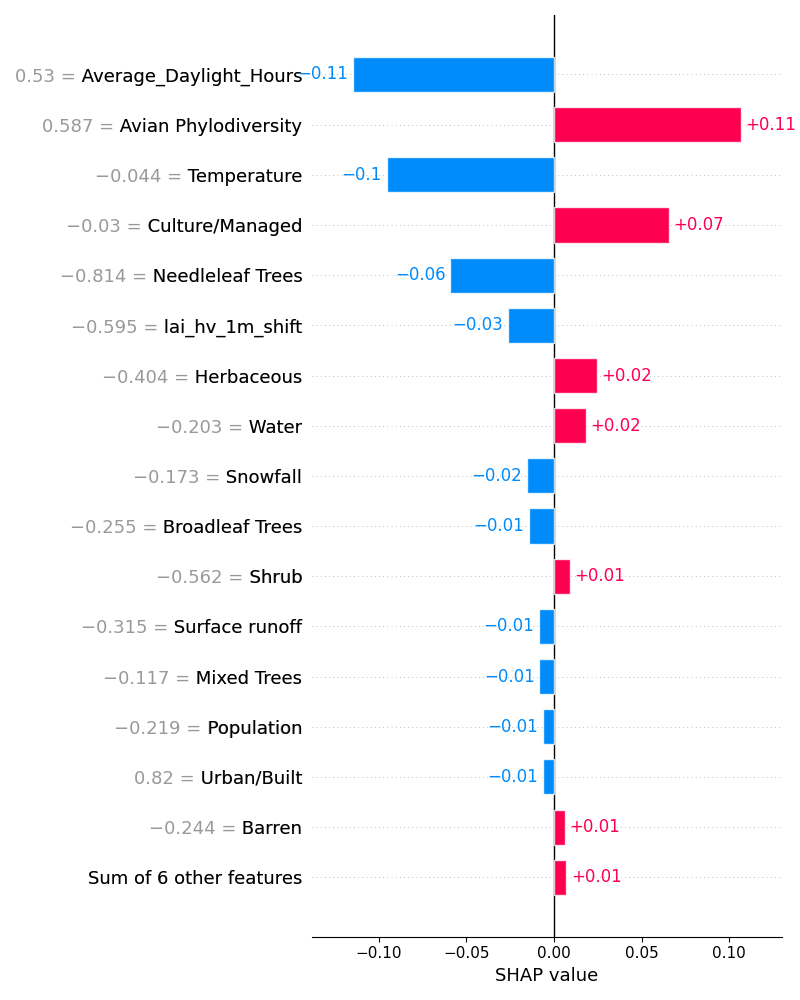 0.53 = Average_Daylight_Hours −0.11
0.587 = Avian Phylodiversity +0.11
−0.044 = Temperature −0.1
−0.03 = Culture/Managed +0.07
−0.814 = Needleleaf Trees −0.06
−0.595 = lai_hv_1m_shift −0.03
−0.404 = Herbaceous +0.02
−0.203 = Water +0.02
−0.173 = Snowfall −0.02
−0.255 = Broadleaf Trees −0.01
−0.562 = Shrub +0.01
−0.315 = Surface runoff −0.01
−0.117 = Mixed Trees −0.01
−0.219 = Population −0.01
0.82 = Urban/Built −0.01
−0.244 = Barren +0.01
Sum of 6 other features +0.01
−0.10 −0.05 0.00 0.05 0.10
SHAP value